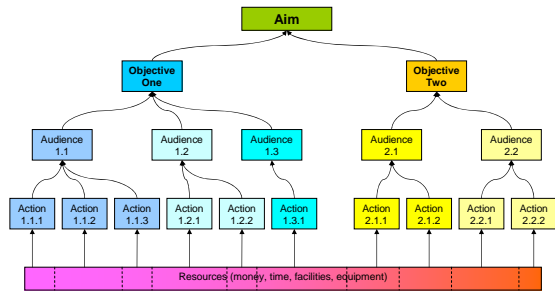 Aim
Objective
One
Objective
Two
Audience
1.1
Audience
1.2
Audience
1.3
Audience
2.1
Audience
2.2
Action
1.1.1
Action
1.1.2
Action
1.1.3
Action
1.2.1
Action
1.2.2
Action
1.3.1
Action
2.1.1
Action
2.1.2
Action
2.2.1
Action
2.2.2
Resources (money, time, facilities, equipment)